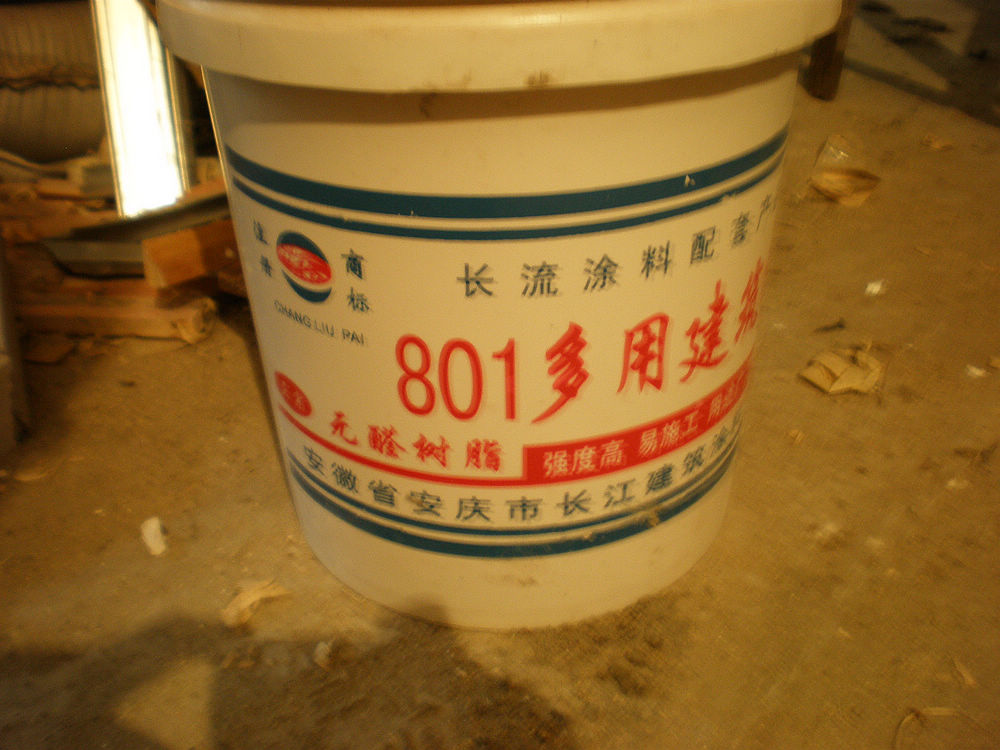 注册
商标
CHANG LIU PAI
长流涂料配套产
801多用建筑
无醛树脂
强度高 易施工
安徽省安庆市长江建筑涂